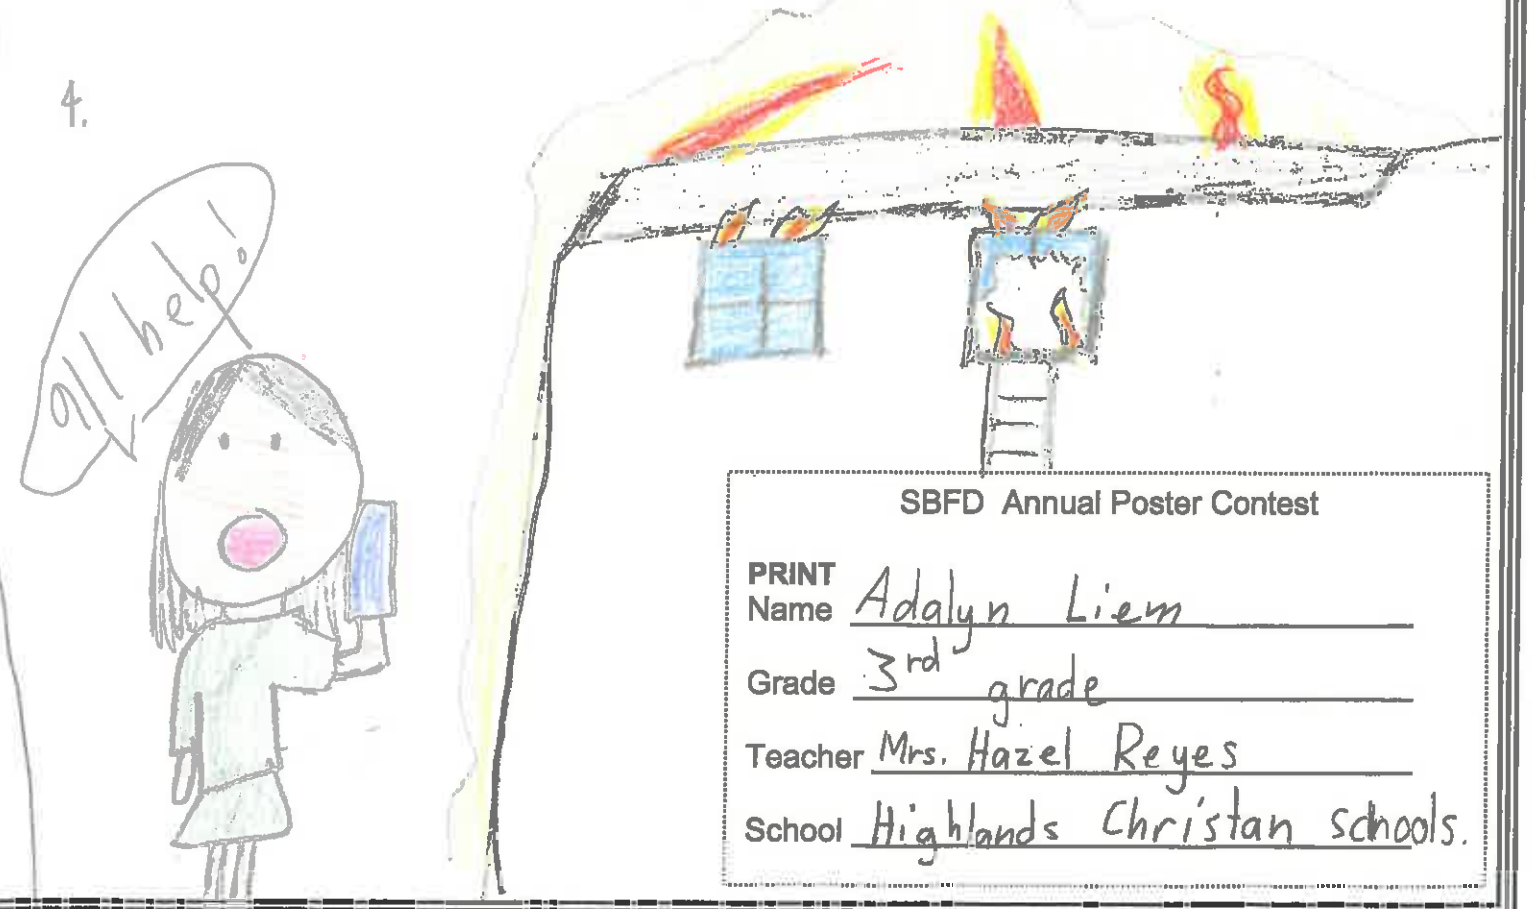 4.
I'll help!
SBFD Annual Poster Contest
PRINT
Name Adalyn Liem
Grade 3rd grade
Teacher Mrs. Hazel Reyes
School Highlands Christan schools.